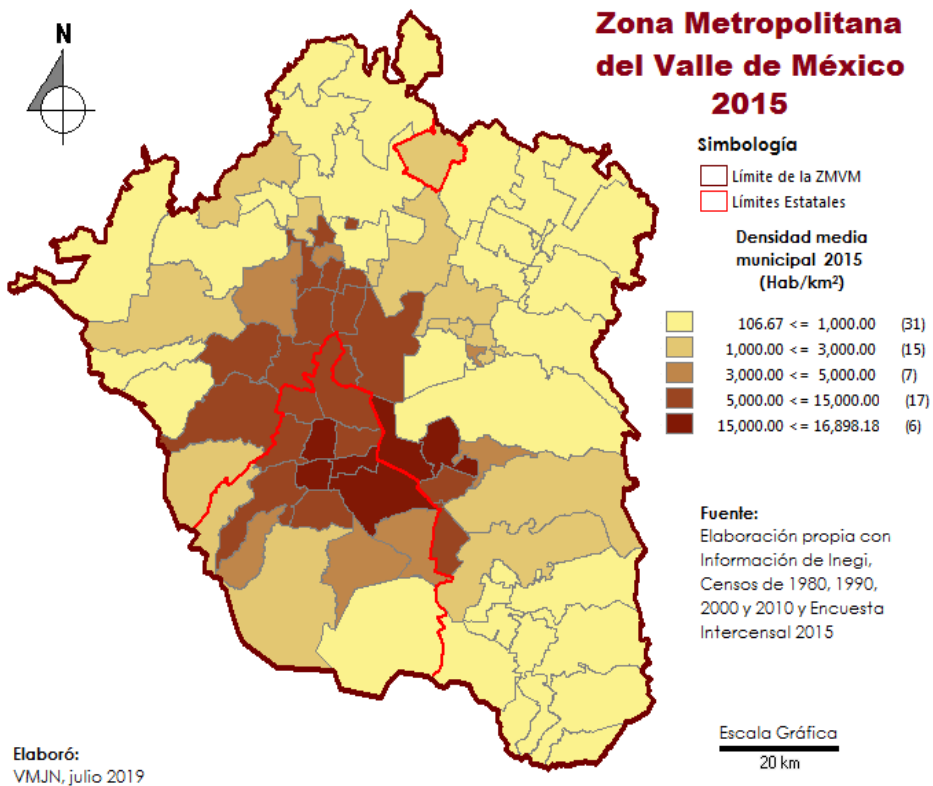 N
Zona Metropolitana
del Valle de México
2015
Simbología
Límite de la ZMVM
Límites Estatales
Densidad media
municipal 2015
(Hab/km²)
106.67 <= 1,000.00 (31)
1,000.00 <= 3,000.00 (15)
3,000.00 <= 5,000.00 (7)
5,000.00 <= 15,000.00 (17)
15,000.00 <= 16,898.18 (6)
Fuente:
Elaboración propia con
Información de Inegi,
Censos de 1980, 1990,
2000 y 2010 y Encuesta
Intercensal 2015
Escala Gráfica
20 km
Elaboró:
VMJN, julio 2019